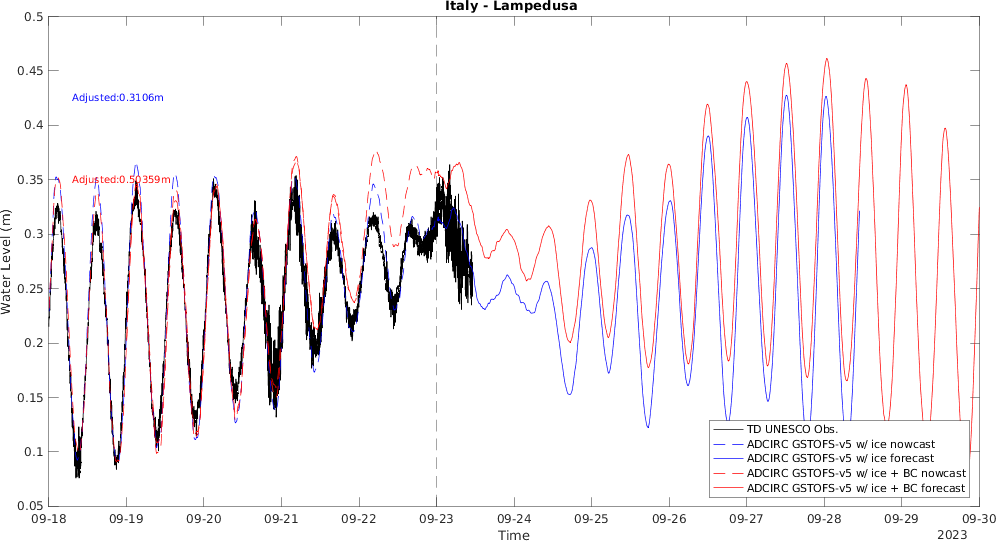 Italy - Lampedusa
0.5
0.45
0.4
0.35
0.3
0.25
0.2
0.15
0.1
0.05
Water Level (m)
Adjusted:0.3106m
Adjusted:0.50359m
TD UNESCO Obs.
ADCIRC GSTOFS-v5 w/ ice nowcast
ADCIRC GSTOFS-v5 w/ ice forecast
ADCIRC GSTOFS-v5 w/ ice + BC nowcast
ADCIRC GSTOFS-v5 w/ ice + BC forecast
09-18 09-19 09-20 09-21 09-22 09-23 09-24 09-25 09-26 09-27 09-28 09-29 09-30
Time
2023